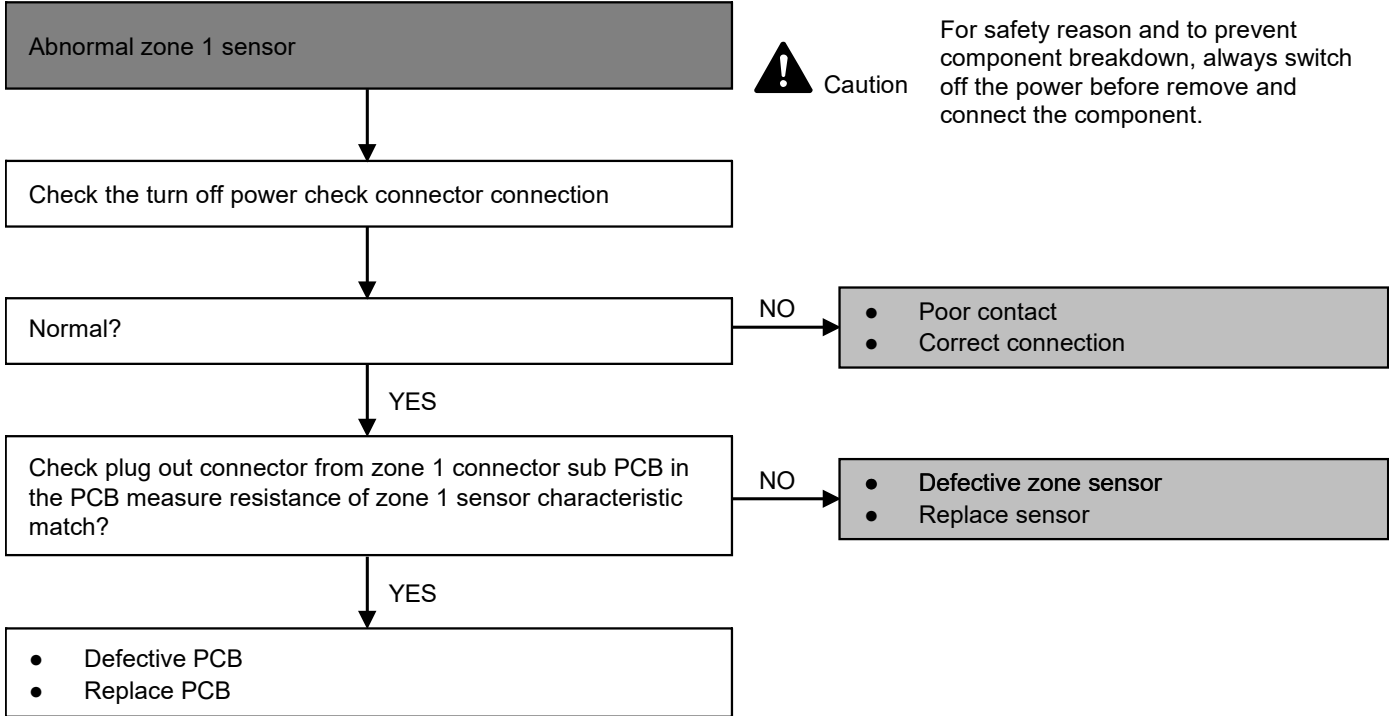 Abnormal zone 1 sensor
Caution
For safety reason and to prevent
component breakdown, always switch
off the power before remove and
connect the component.
Check the turn off power check connector connection
Normal?
NO
● Poor contact
● Correct connection
YES
Check plug out connector from zone 1 connector sub PCB in
the PCB measure resistance of zone 1 sensor characteristic
match?
NO
● Defective zone sensor
● Replace sensor
YES
● Defective PCB
● Replace PCB